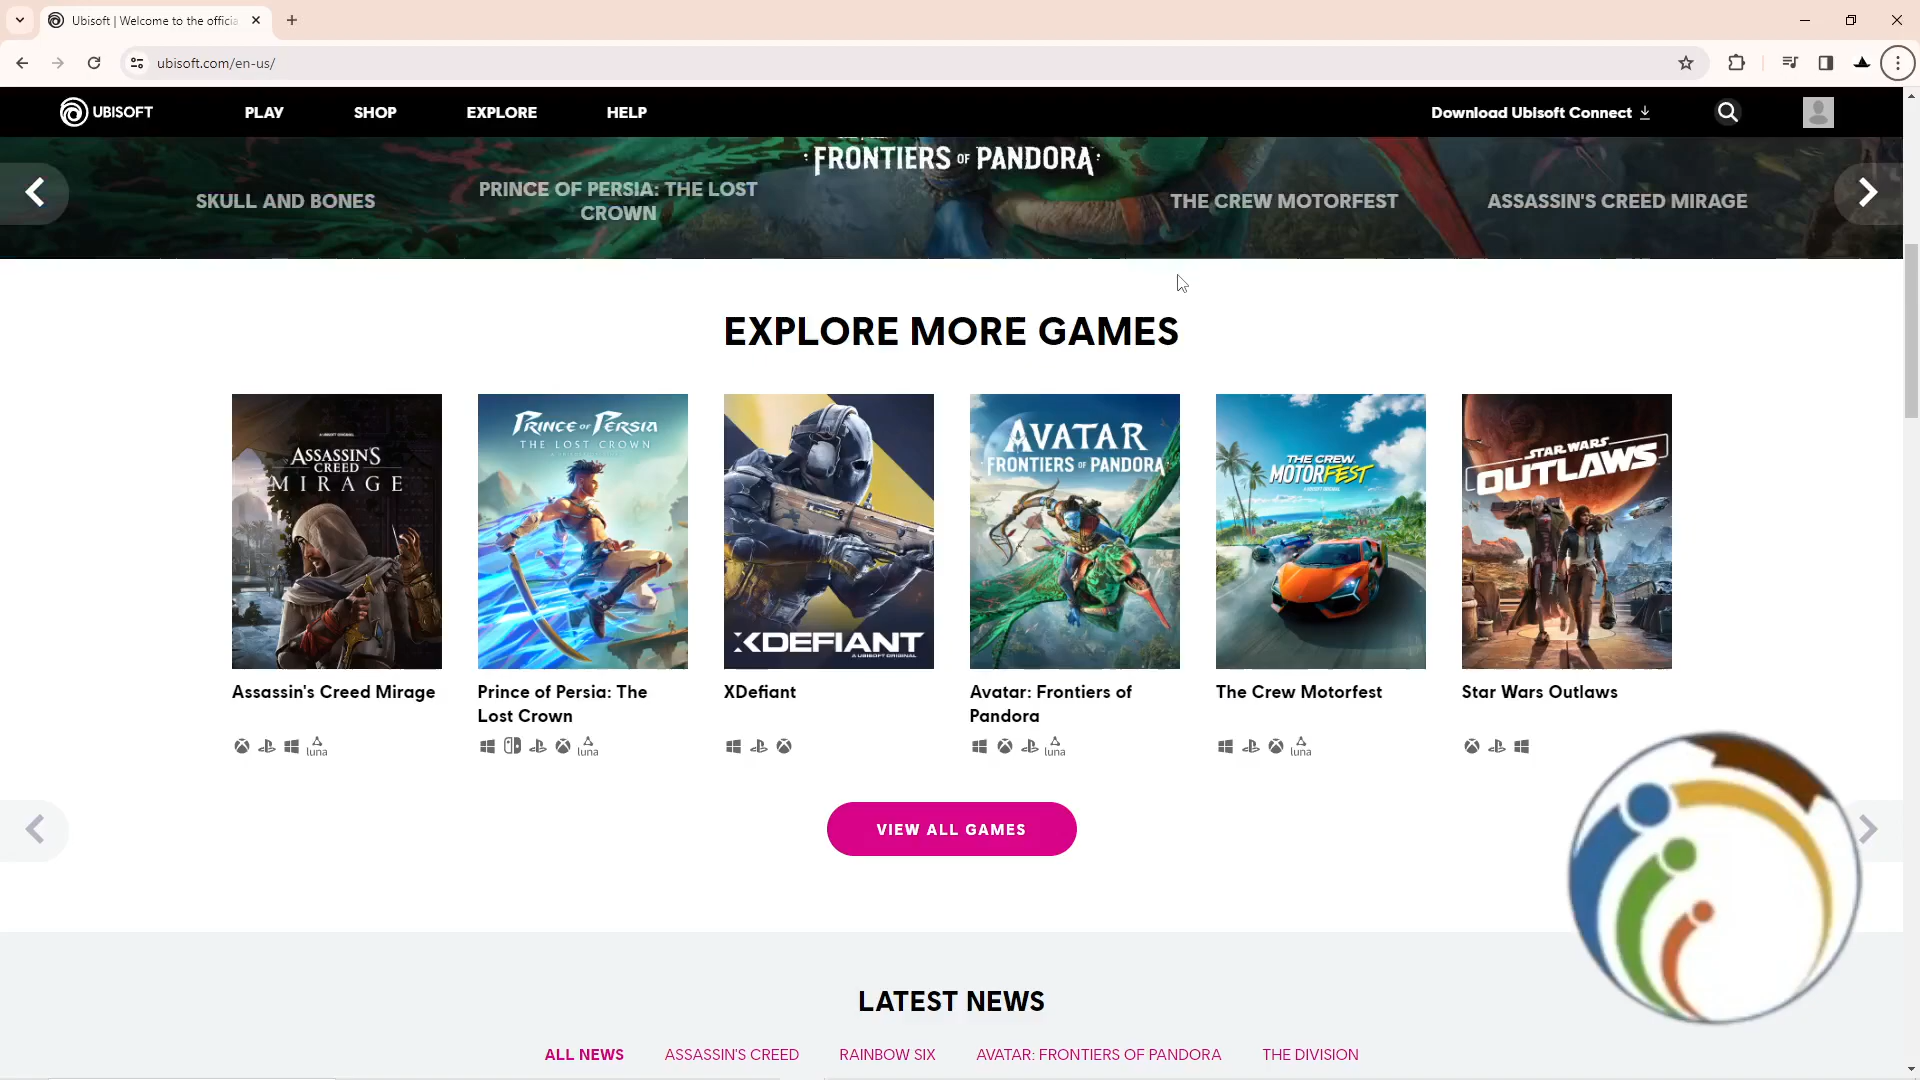 Ubisoft | Welcome to the officia
ubisoft.com/en-us/
UBISOFT
PLAY
SHOP
EXPLORE
HELP
Download Ubisoft Connect
FRONTIERS OF PANDORA
SKULL AND BONES
PRINCE OF PERSIA: THE LOST
CROWN
THE CREW MOTORFEST
ASSASSIN'S CREED MIRAGE
EXPLORE MORE GAMES
ASSASSIN'S
CREED
MIRAGE
PRINCE OF PERSIA
THE LOST CROWN
XDEFIANT
A UBISOFT ORIGINAL
AVATAR
FRONTIERS OF PANDORA
THE CREW
MOTORFEST
STAR WARS
OUTLAWS
Assassin's Creed Mirage
Prince of Persia: The
Lost Crown
XDefiant
Avatar: Frontiers of
Pandora
The Crew Motorfest
Star Wars Outlaws
luna
luna
luna
luna
VIEW ALL GAMES
LATEST NEWS
ALL NEWS
ASSASSIN'S CREED
RAINBOW SIX
AVATAR: FRONTIERS OF PANDORA
THE DIVISION